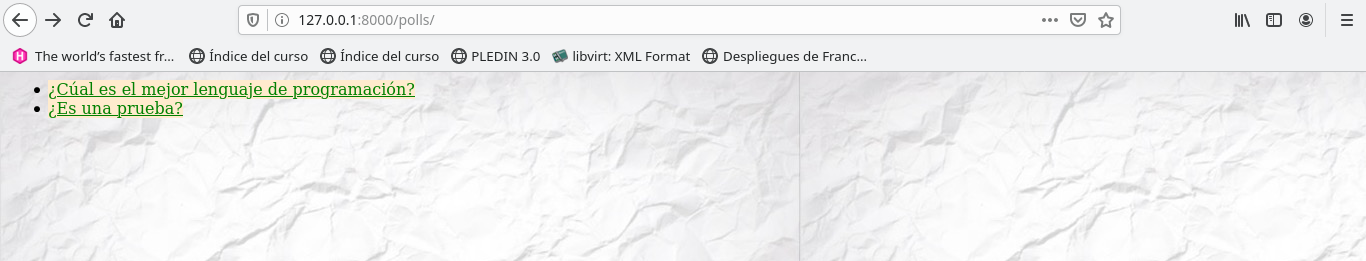 127.0.0.1:8000/polls/
The world's fastest fr... Índice del curso Índice del curso PLEDIN 3.0 libvirt: XML Format Despliegues de Franc...
¿Cúal es el mejor lenguaje de programación?
¿Es una prueba?